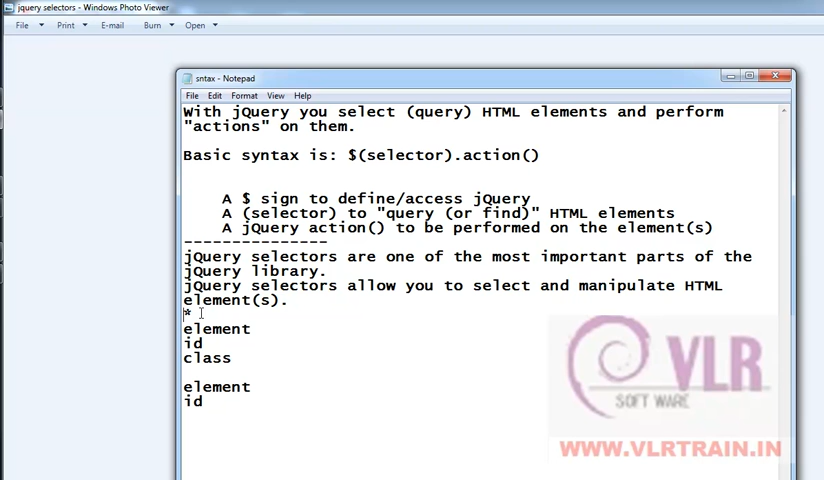 jquery selectors - Windows Photo Viewer
File Print E-mail Burn Open
sntax - Notepad
File Edit Format View Help
With jQuery you select (query) HTML elements and perform
"actions" on them.
Basic syntax is: $(selector).action()
A $ sign to define/access jQuery
A (selector) to "query (or find)" HTML elements
A jQuery action() to be performed on the element(s)
---------------
jQuery selectors are one of the most important parts of the
jQuery library.
jQuery selectors allow you to select and manipulate HTML
element(s).
*
element
id
class
element
id
VLR
SOFT WARE
WWW.VLRTRAIN.IN